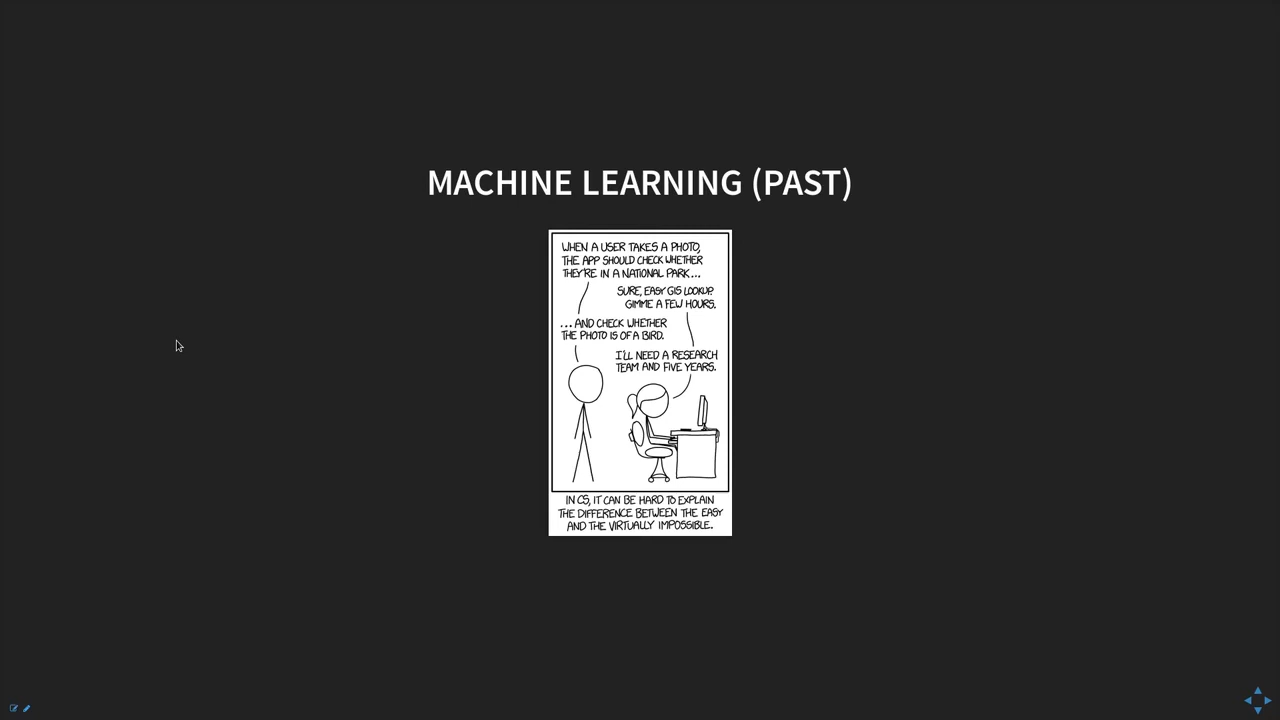 MACHINE LEARNING (PAST)
WHEN A USER TAKES A PHOTO,
THE APP SHOULD CHECK WHETHER
THEY'RE IN A NATIONAL PARK...
SURE, EASY GIS LOOKUP.
GIMME A FEW HOURS.
...AND CHECK WHETHER
THE PHOTO IS OF A BIRD.
I'LL NEED A RESEARCH
TEAM AND FIVE YEARS.
IN CS, IT CAN BE HARD TO EXPLAIN
THE DIFFERENCE BETWEEN THE EASY
AND THE VIRTUALLY IMPOSSIBLE.